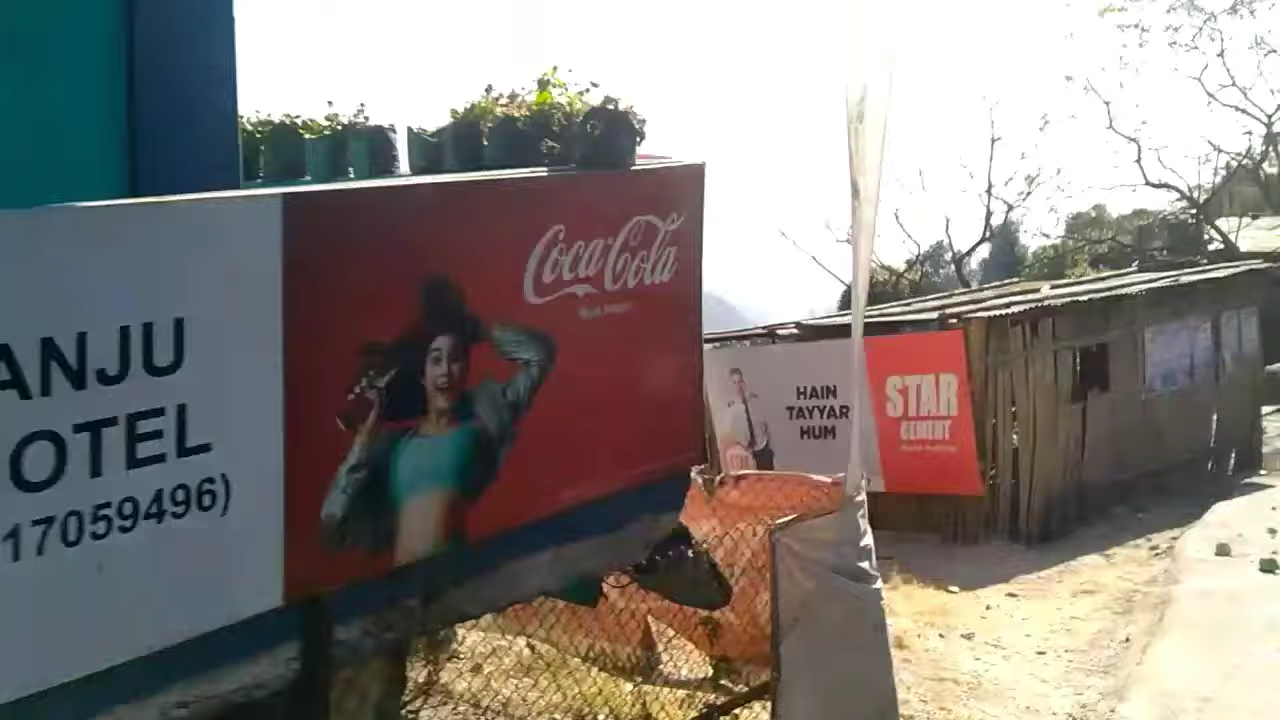 ANJU
OTEL
17059496)
Coca-Cola
HAIN
TAYYAR
HUM
STAR
CEMENT